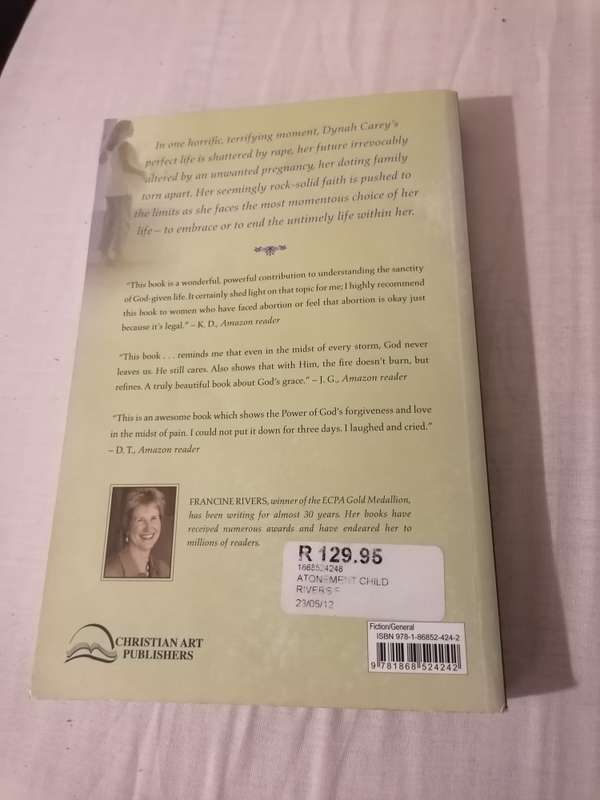 In one horrific, terrifying moment, Dynah Carey's
perfect life is shattered by rape, her future irrevocably
altered by an unwanted pregnancy, her doting family
torn apart. Her seemingly rock-solid faith is pushed to
the limits as she faces the most momentous choice of her
life – to embrace or to end the untimely life within her.
"This book is a wonderful, powerful contribution to understanding the sanctity
of God-given life. It certainly shed light on that topic for me; I highly recommend
this book to women who have faced abortion or feel that abortion is okay just
because it's legal." – K. D., Amazon reader
"This book . . . reminds me that even in the midst of every storm, God never
leaves us. He still cares. Also shows that with Him, the fire doesn't burn, but
refines. A truly beautiful book about God's grace." – J. G., Amazon reader
"This is an awesome book which shows the Power of God's forgiveness and love
in the midst of pain. I could not put it down for three days. I laughed and cried."
– D. T., Amazon reader
FRANCINE RIVERS, winner of the ECPA Gold Medallion,
has been writing for almost 30 years. Her books have
received numerous awards and have endeared her to
millions of readers.
R 129.95
1868524248
ATONEMENT CHILD
RIVERS F
23/05/12
CHRISTIAN ART
PUBLISHERS
Fiction/General
ISBN 978-1-86852-424-2
9 781868 524242